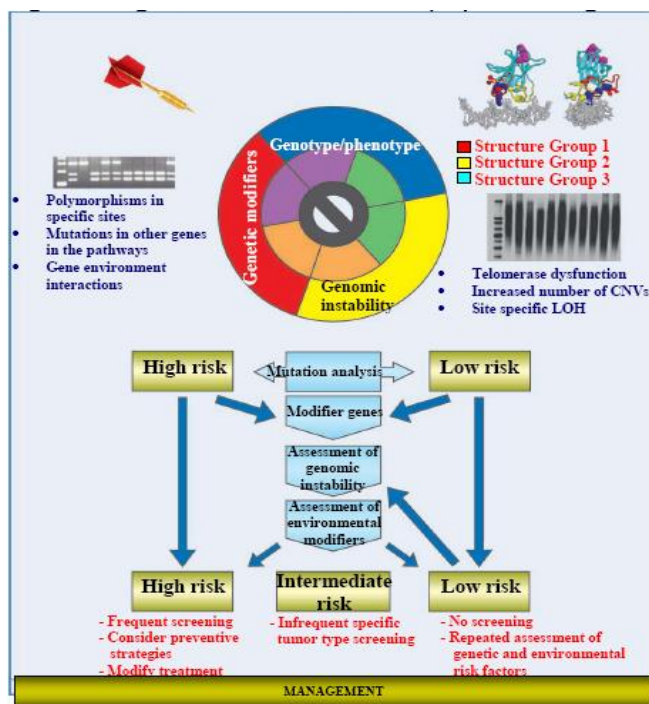 Genotype/phenotype
Genetic modifiers
Genomic
instability
Structure Group 1
Structure Group 2
Structure Group 3
• Polymorphisms in
specific sites
• Mutations in other genes
in the pathways
• Gene environment
interactions
• Telomerase dysfunction
• Increased number of CNVs
• Site specific LOH
High risk
Mutation analysis
Low risk
Modifier genes
Assessment of
genomic
instability
Assessment of
environmental
modifiers
High risk
Intermediate
risk
Low risk
- Frequent screening
- Consider preventive
strategies
- Modify treatment
- Infrequent specific
tumor type screening
- No screening
- Repeated assessment of
genetic and environmental
risk factors
MANAGEMENT